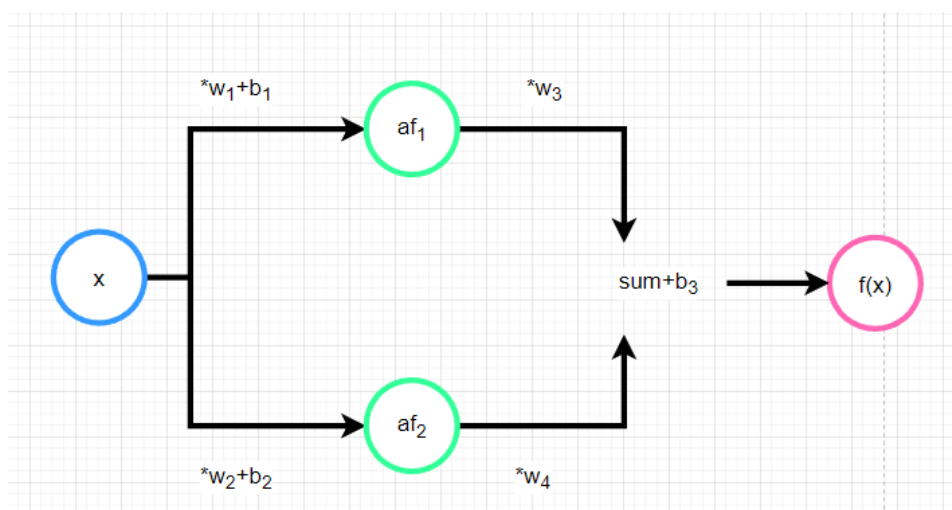 *w₁+b₁
*w₃
af₁
x
sum+b₃
f(x)
af₂
*w₂+b₂
*w₄